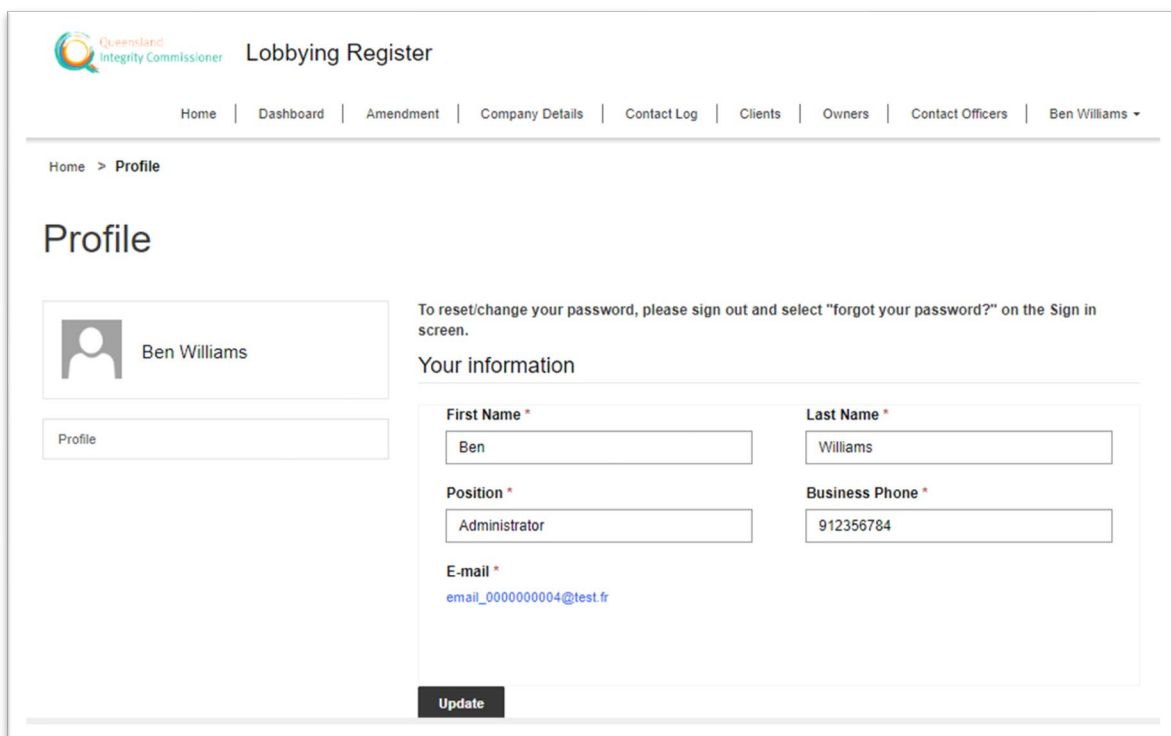 Queensland
Integrity Commissioner
Lobbying Register
Home | Dashboard | Amendment | Company Details | Contact Log | Clients | Owners | Contact Officers | Ben Williams
Home > Profile
Profile
Ben Williams
Profile
To reset/change your password, please sign out and select "forgot your password?" on the Sign in
screen.
Your information
First Name * Last Name *
Ben Williams
Position * Business Phone *
Administrator 912356784
E-mail *
email_0000000004@test.fr
Update